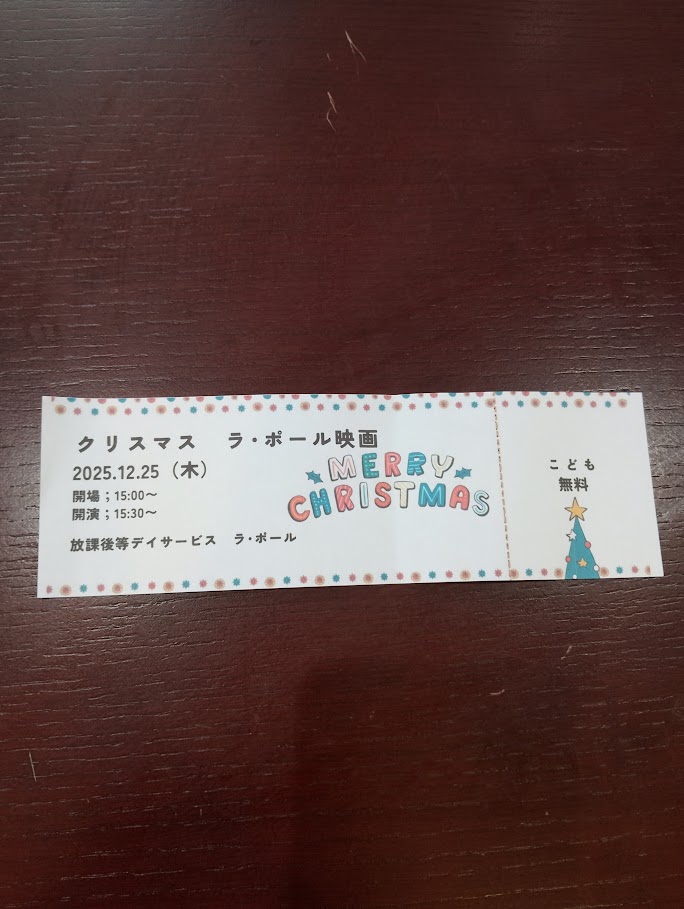 クリスマス　ラ・ポール映画
2025.12.25（木）
開場；15:00～
開演；15:30～
放課後等デイサービス　ラ・ポール
MERRY
CHRISTMAS
こども
無料